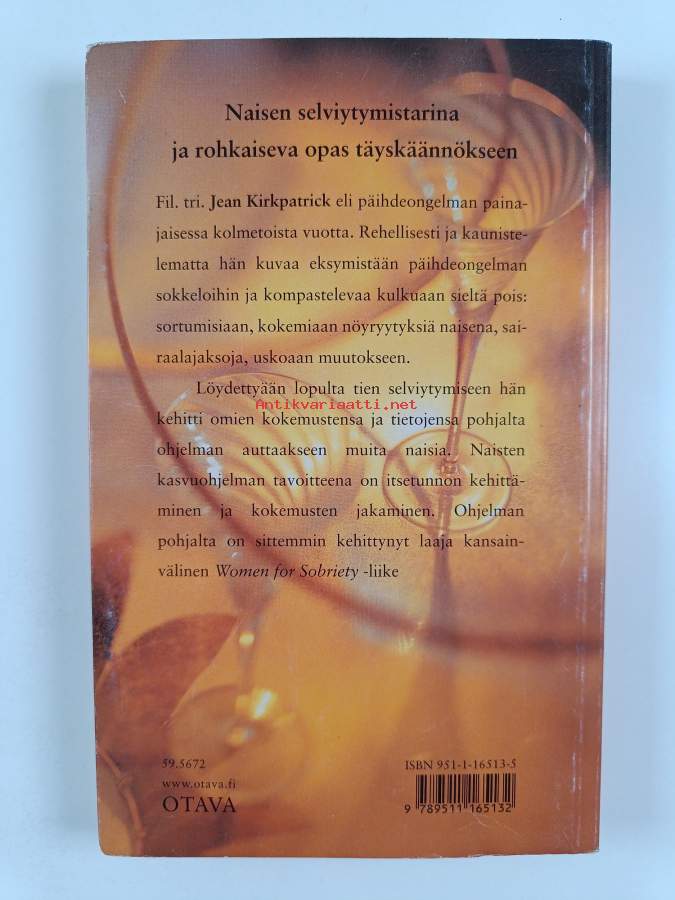 Naisen selviytymistarina
ja rohkaiseva opas täyskäännökseen
Fil. tri. Jean Kirkpatrick eli päihdeongelman paina-
jaisessa kolmetoista vuotta. Rehellisesti ja kauniste-
lematta hän kuvaa eksymistään päihdeongelman
sokkeloihin ja kompastelevaa kulkuaan sieltä pois:
sortumisiaan, kokemiaan nöyryytyksiä naisena, sai-
raalajaksoja, uskoaan muutokseen.
Löydettyään lopulta tien selviytymiseen hän
Antikvariaatti.net
kehitti omien kokemustensa ja tietojensa pohjalta
ohjelman auttaakseen muita naisia. Naisten
kasvuohjelman tavoitteena on itsetunnon kehittä-
minen ja kokemusten jakaminen. Ohjelman
pohjalta on sittemmin kehittynyt laaja kansain-
välinen Women for Sobriety -liike
59.5672
www.otava.fi
OTAVA
ISBN 951-1-16513-5
9 789511 165132